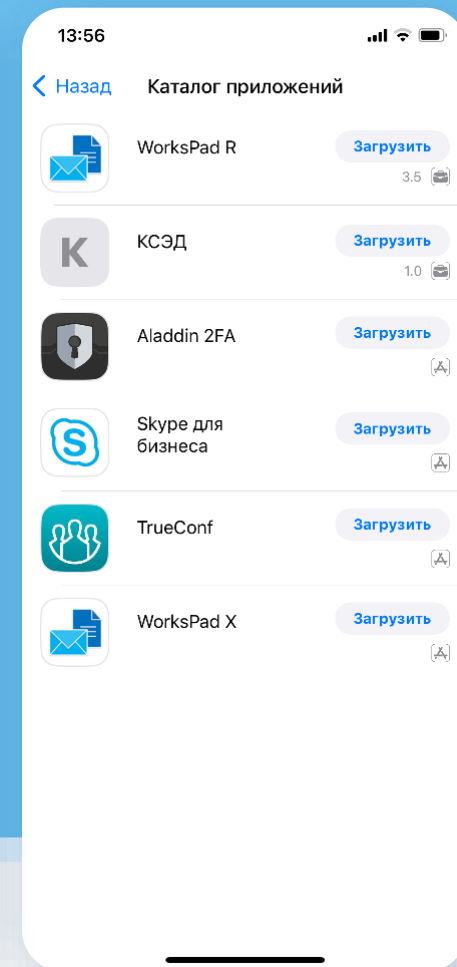 13:56
Назад
Каталог приложений
WorksPad R
Загрузить
3.5
K
КСЭД
Загрузить
1.0
Aladdin 2FA
Загрузить
S
Skype для
бизнеса
Загрузить
TrueConf
Загрузить
WorksPad X
Загрузить